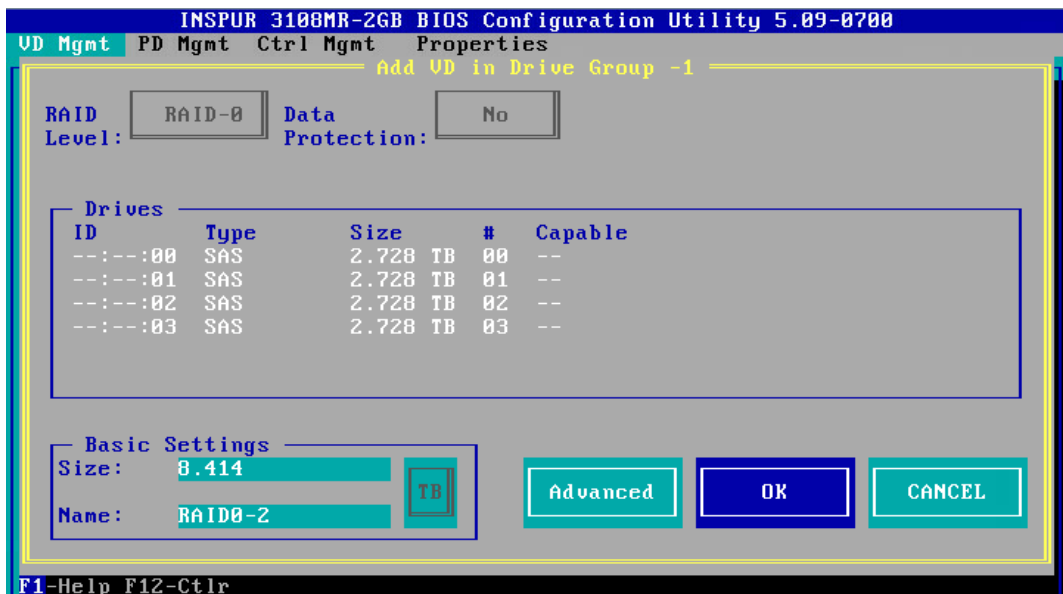 INSPUR 3108MR-2GB BIOS Configuration Utility 5.09-0700
VD Mgmt PD Mgmt Ctrl Mgmt Properties
Add VD in Drive Group -1
RAID Level: RAID-0 Data Protection: No
Drives
ID Type Size # Capable
--:--:00 SAS 2.728 TB 00 --
--:--:01 SAS 2.728 TB 01 --
--:--:02 SAS 2.728 TB 02 --
--:--:03 SAS 2.728 TB 03 --
Basic Settings
Size: 8.414 TB
Name: RAID0-2
Advanced OK CANCEL
F1-Help F12-Ctlr